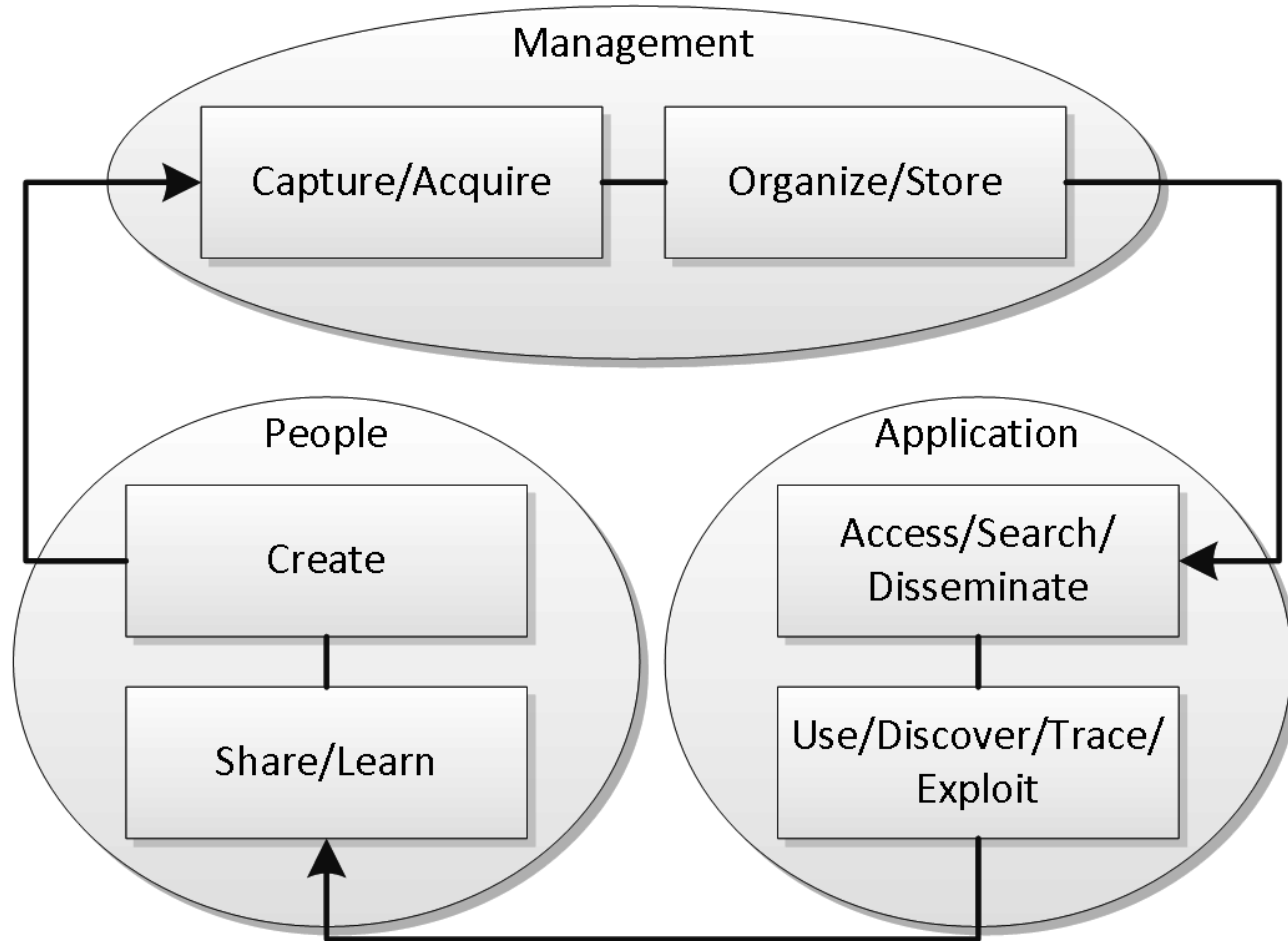 Management
Capture/Acquire
Organize/Store
People
Create
Share/Learn
Application
Access/Search/
Disseminate
Use/Discover/Trace/
Exploit